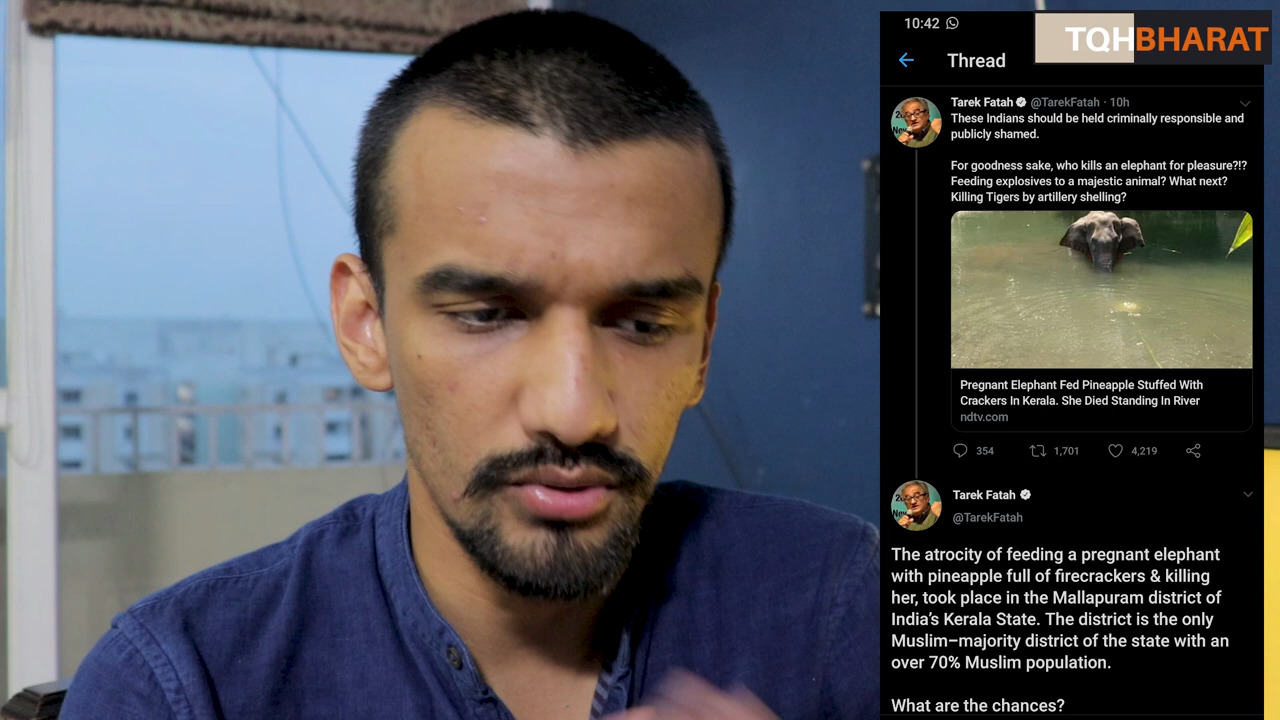 10:42
TQHBHARAT
Thread
Tarek Fatah @TarekFatah · 10h
These Indians should be held criminally responsible and
publicly shamed.
For goodness sake, who kills an elephant for pleasure?!?
Feeding explosives to a majestic animal? What next?
Killing Tigers by artillery shelling?
Pregnant Elephant Fed Pineapple Stuffed With
Crackers In Kerala. She Died Standing In River
ndtv.com
354 1,701 4,219
Tarek Fatah
@TarekFatah
The atrocity of feeding a pregnant elephant
with pineapple full of firecrackers & killing
her, took place in the Mallapuram district of
India’s Kerala State. The district is the only
Muslim–majority district of the state with an
over 70% Muslim population.
What are the chances?